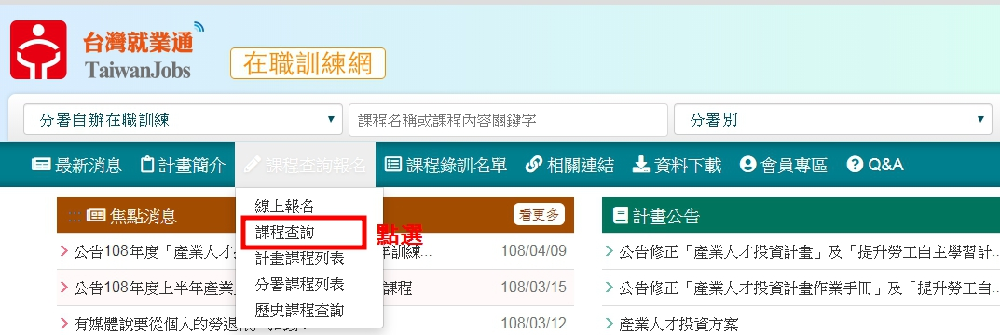 台灣就業通
TaiwanJobs
在職訓練網
分署自辦在職訓練
課程名稱或課程內容關鍵字
分署別
最新消息
計畫簡介
課程查詢報名
課程錄訓名單
相關連結
資料下載
會員專區
Q&A
線上報名
課程查詢
點選
計畫課程列表
分署課程列表
歷史課程查詢
焦點消息
看更多
公告108年度「產業人才 年訓練...
108/04/09
公告108年度上半年產業 課程
108/03/15
有媒體說要從個人的勞退
108/03/12
計畫公告
公告修正「產業人才投資計畫」及「提升勞工自主學習計...
公告修正「產業人才投資計畫作業手冊」及「提升勞工自...
產業人才投資方案